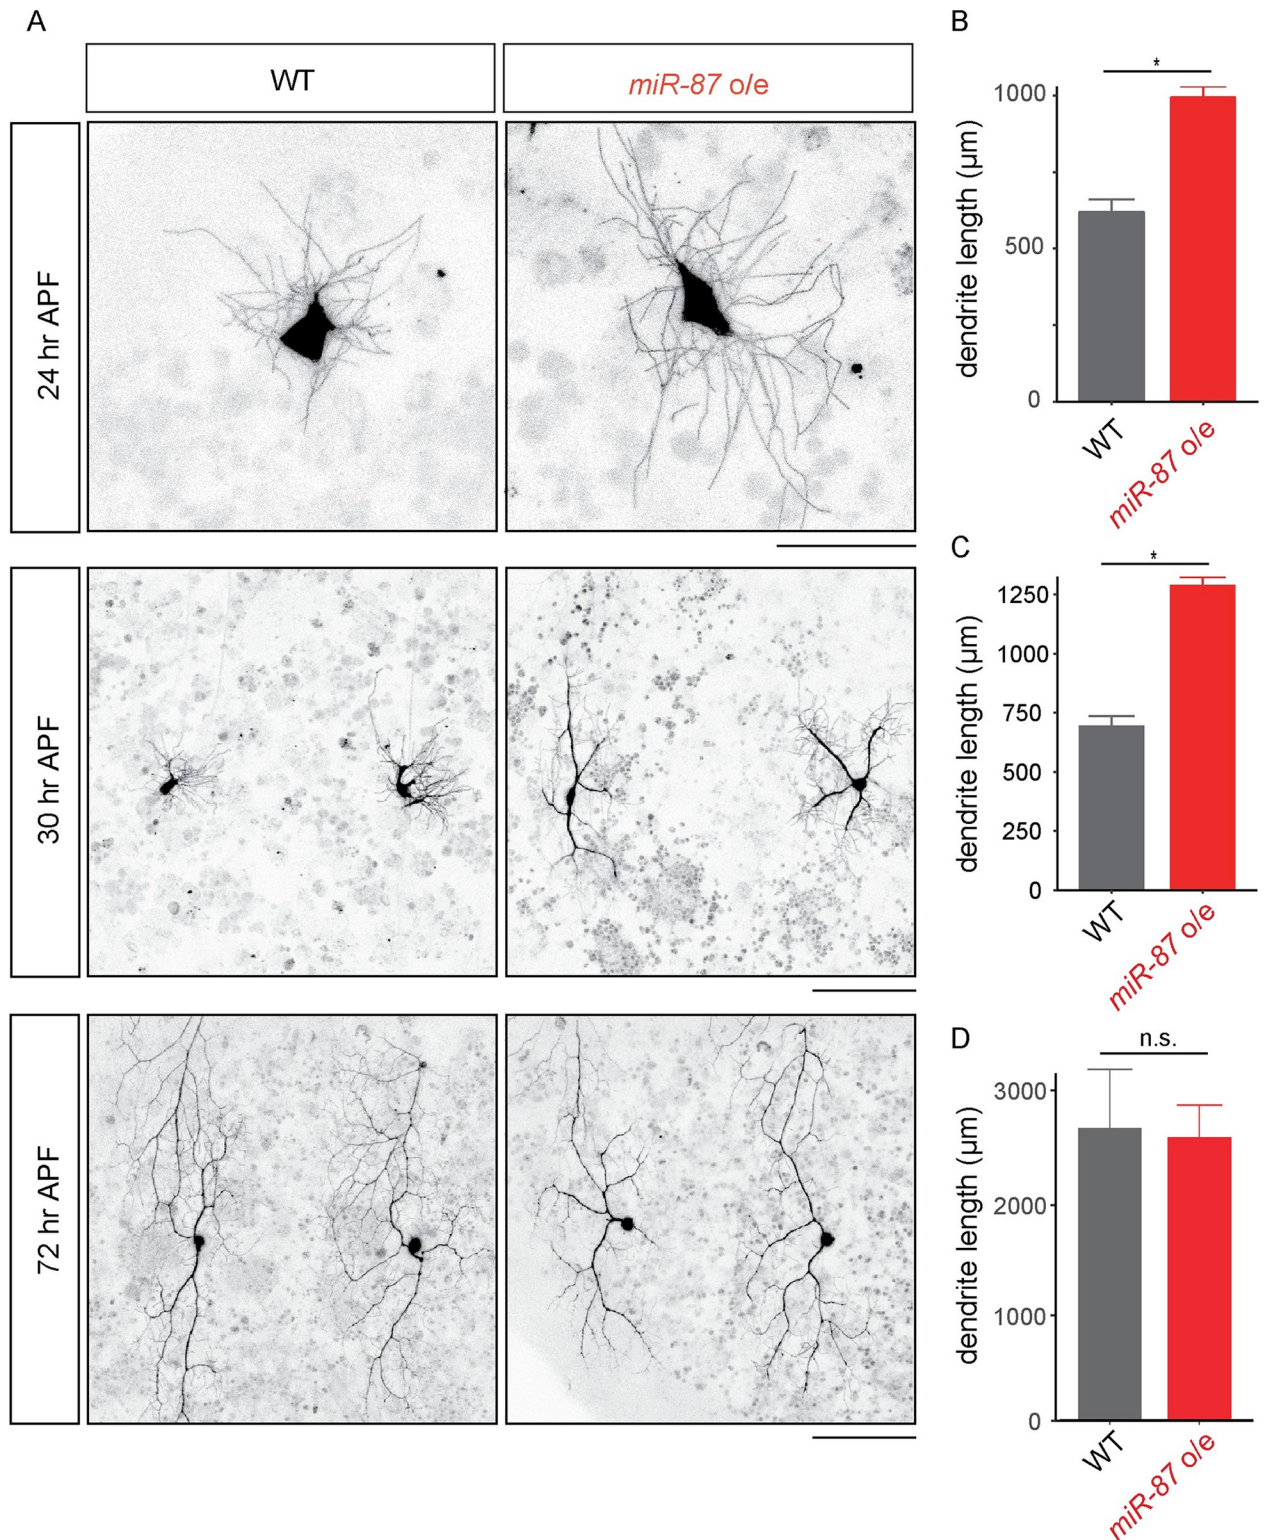 A
WT
miR-87 o/e
24 hr APF
30 hr APF
72 hr APF
B
*
dendrite length (µm)
1000
500
0
WT
miR-87 o/e
C
*
dendrite length (µm)
1250
1000
750
500
250
0
WT
miR-87 o/e
D
n.s.
dendrite length (µm)
3000
2000
1000
0
WT
miR-87 o/e